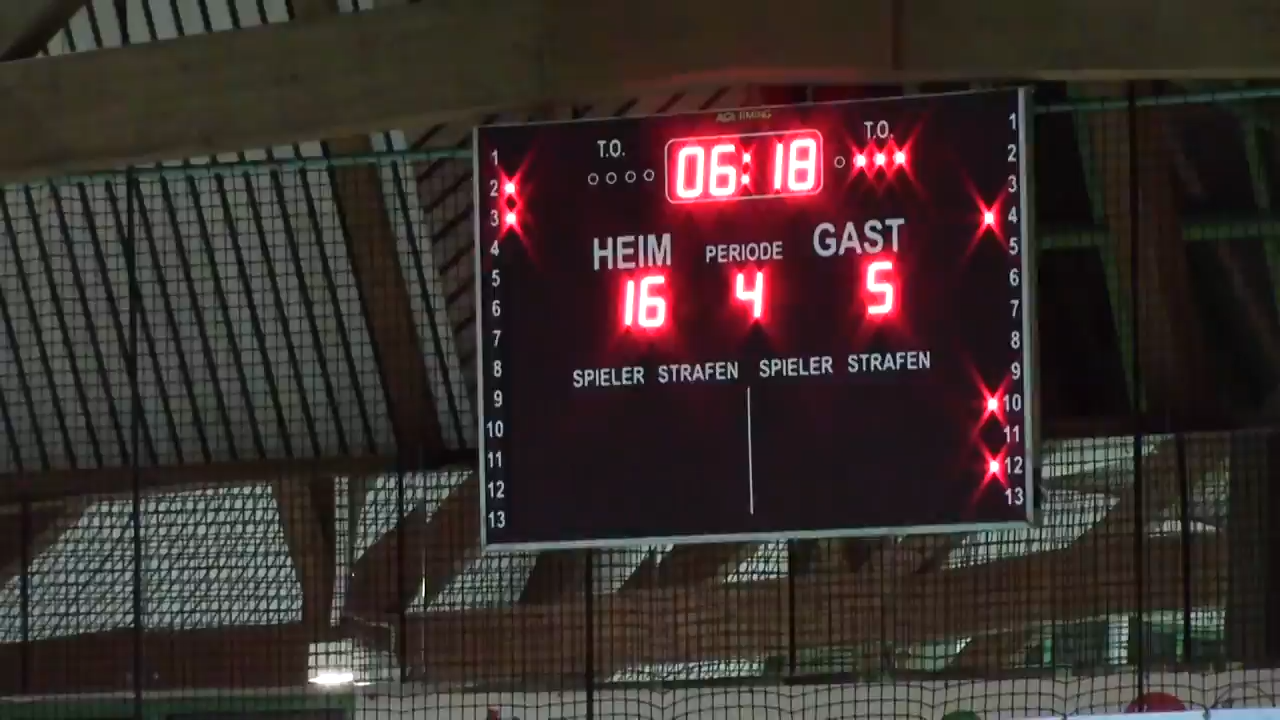 TIMING
T.O. 06:18 T.O.
HEIM PERIODE GAST
16 4 5
SPIELER STRAFEN SPIELER STRAFEN
1 1
2 2
3 3
4 4
5 5
6 6
7 7
8 8
9 9
10 10
11 11
12 12
13 13